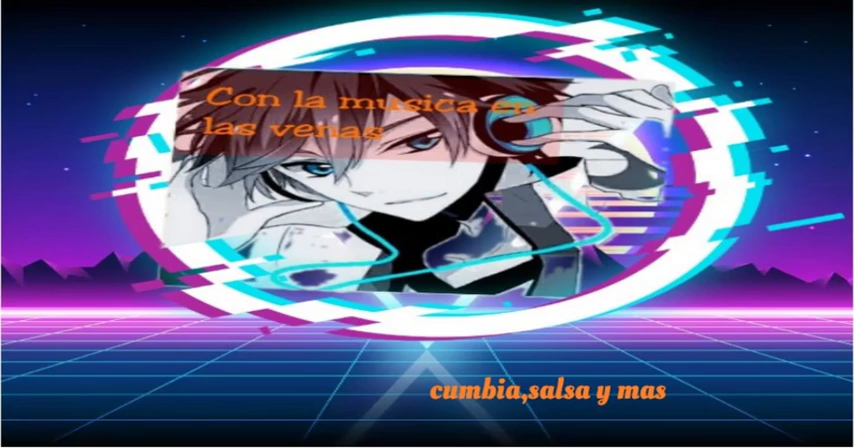 Con la musica en
las venas
cumbia,salsa y mas